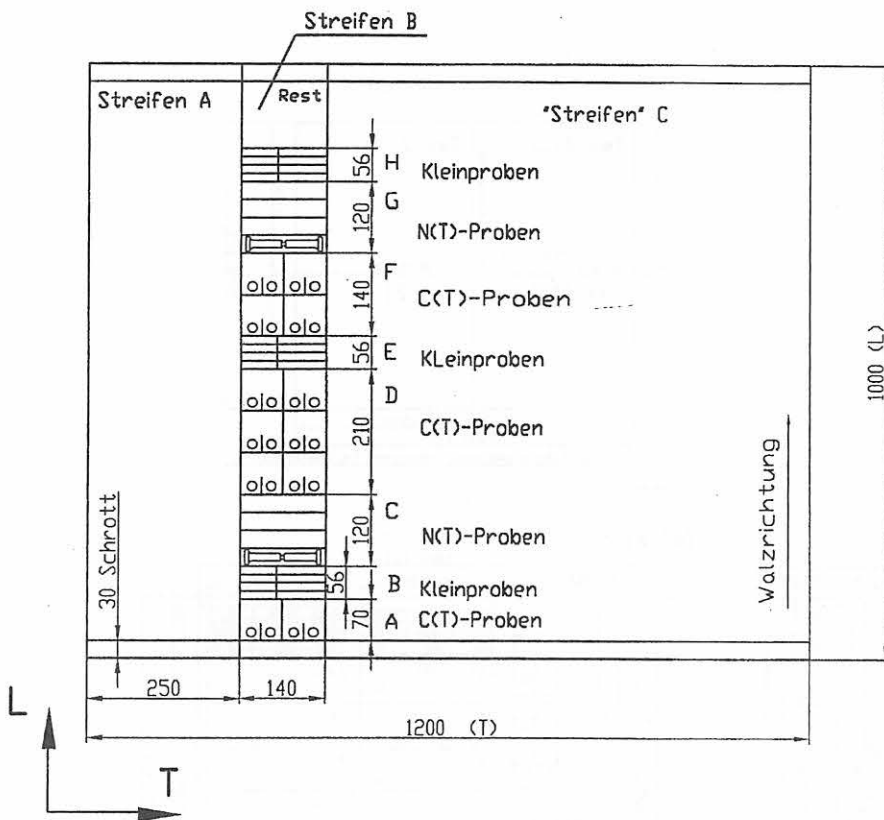 Streifen B
Streifen A
Rest
"Streifen" C
56 H Kleinproben
120 G
N(T)-Proben
140 F
C(T)-Proben
56 E KLeinproben
210 D
C(T)-Proben
120 C
N(T)-Proben
56 B Kleinproben
70 A C(T)-Proben
30 Schrott
Walzrichtung
1000 (L)
250
140
1200 (T)
L
T